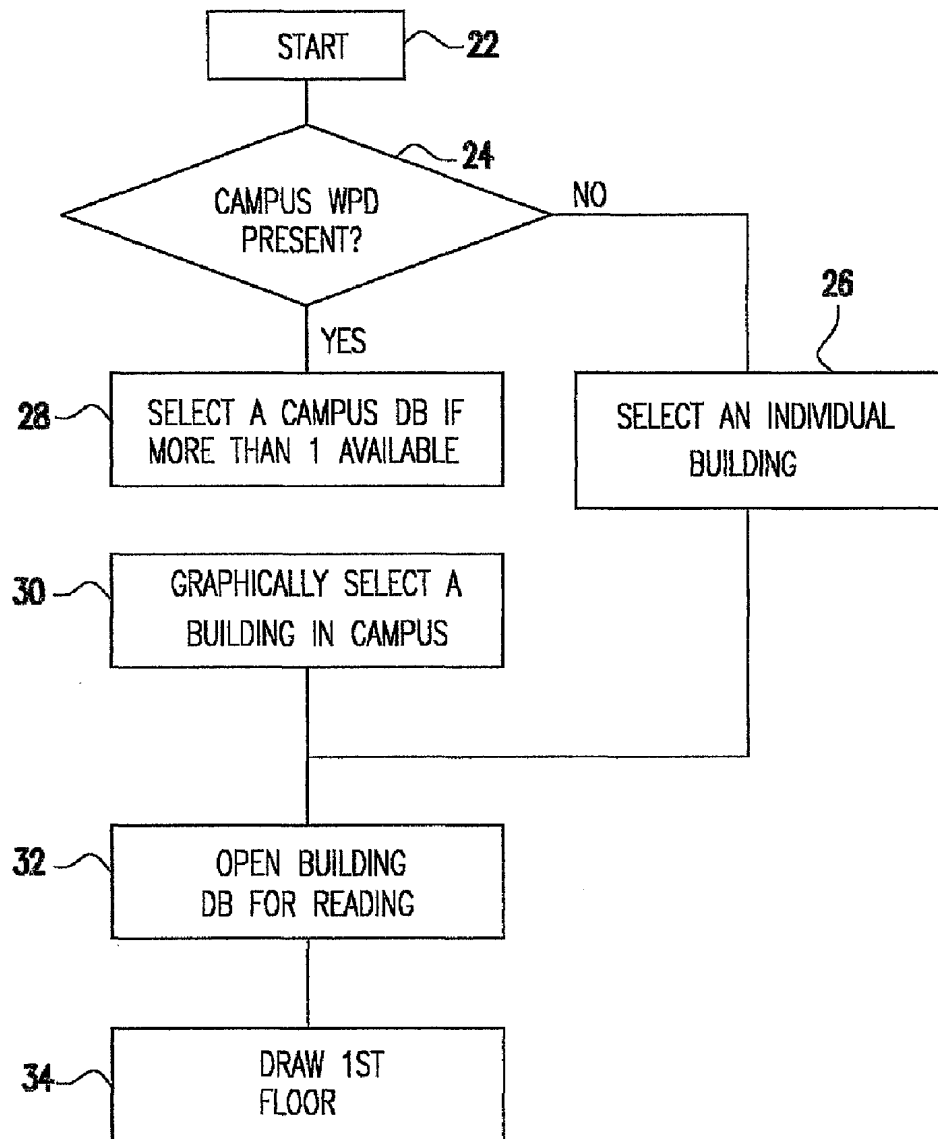 START
22
24
CAMPUS WPD
PRESENT?
NO
26
YES
28
SELECT A CAMPUS DB IF
MORE THAN 1 AVAILABLE
SELECT AN INDIVIDUAL
BUILDING
30
GRAPHICALLY SELECT A
BUILDING IN CAMPUS
32
OPEN BUILDING
DB FOR READING
34
DRAW 1ST
FLOOR